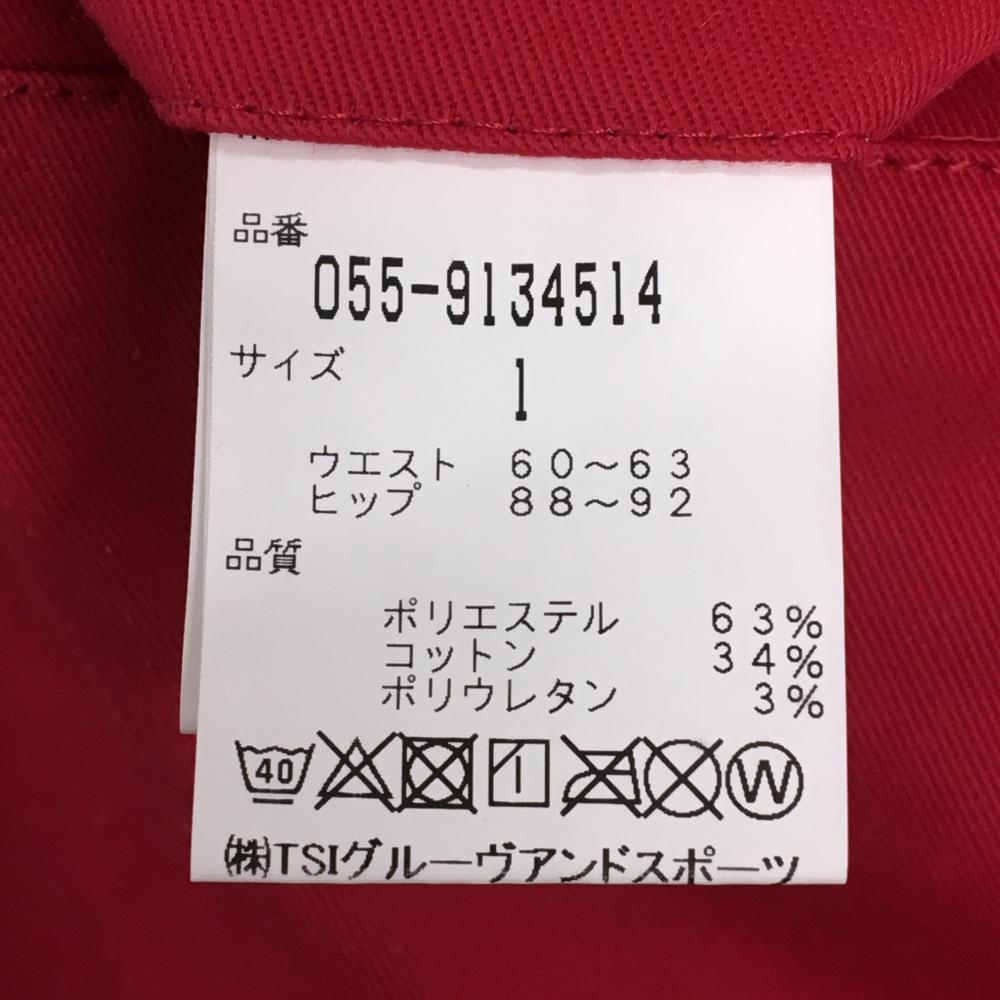 品番
055-9134514
サイズ
1
ウエスト 60〜63
ヒップ 88〜92
品質
ポリエステル 63%
コットン 34%
ポリウレタン 3%
40 W
㈱TSIグルーヴアンドスポーツ